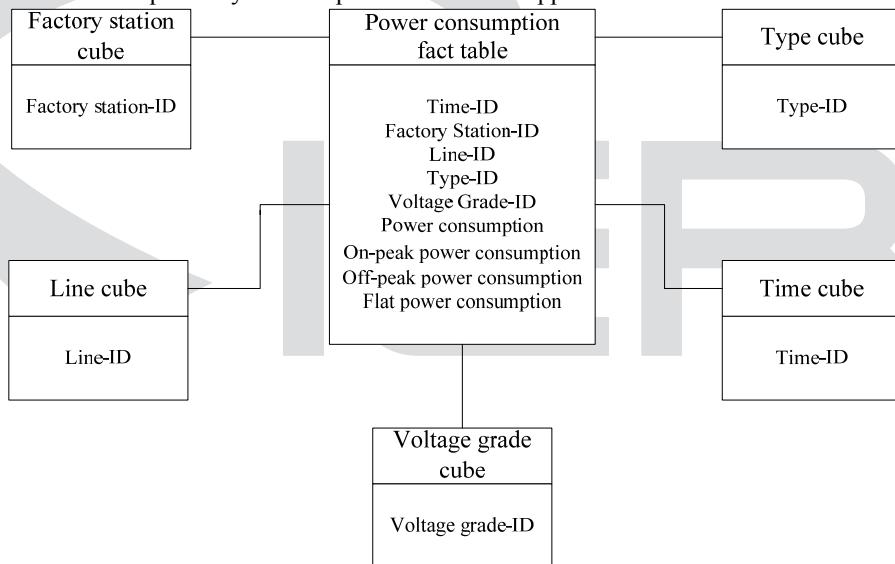 Factory station
cube
Factory station-ID
Power consumption
fact table
Time-ID
Factory Station-ID
Line-ID
Type-ID
Voltage Grade-ID
Power consumption
On-peak power consumption
Off-peak power consumption
Flat power consumption
Type cube
Type-ID
Line cube
Line-ID
Time cube
Time-ID
Voltage grade
cube
Voltage grade-ID